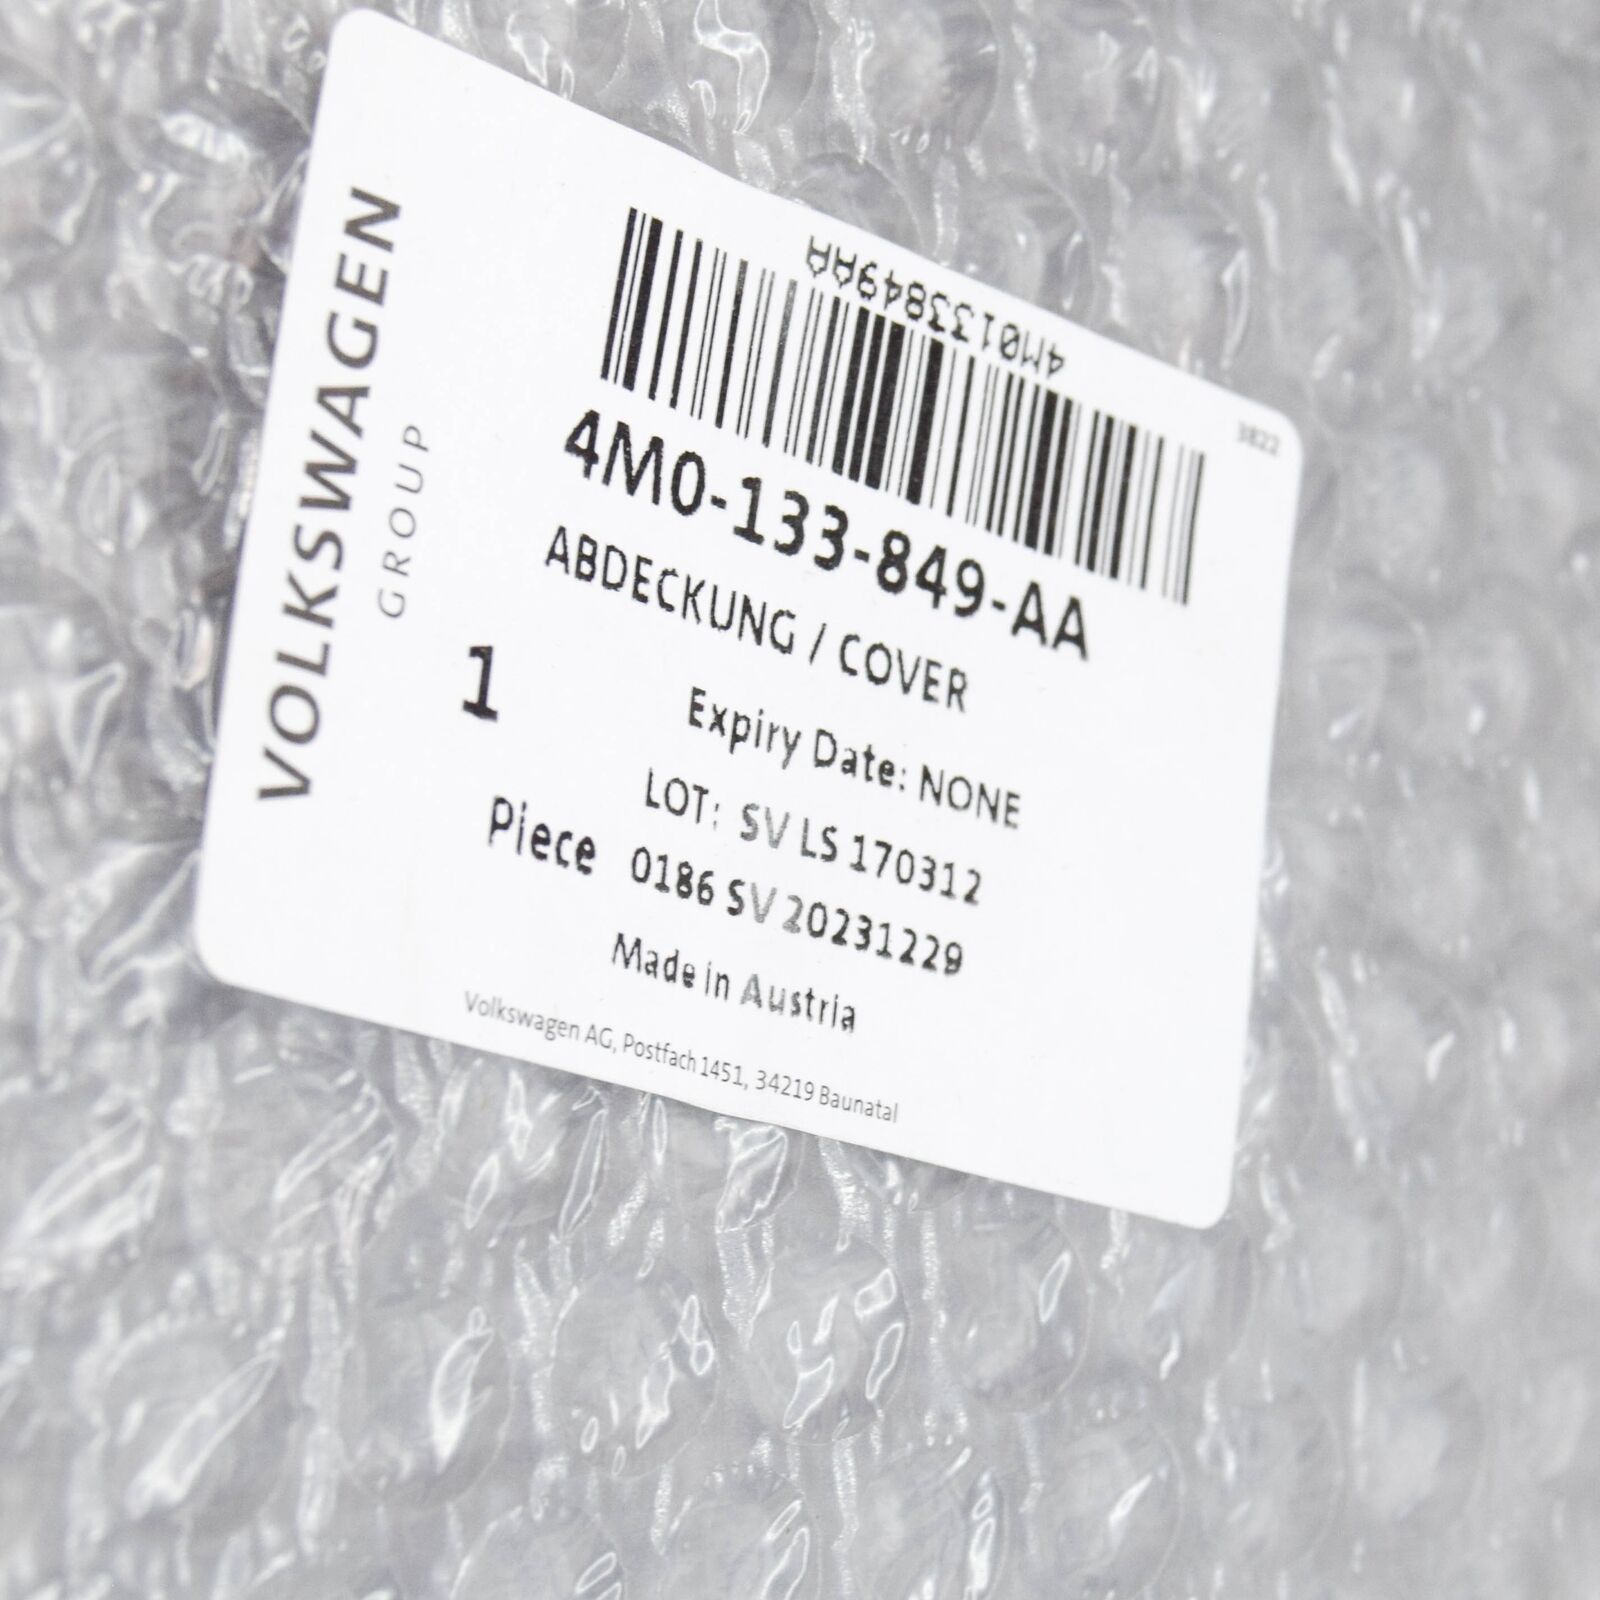 VOLKSWAGEN
GROUP
4M0133849AA
3822
4M0-133-849-AA
ABDECKUNG / COVER
1
Expiry Date: NONE
LOT: SV LS 170312
Piece 0186 SV 20231229
Made in Austria
Volkswagen AG, Postfach 1451, 34219 Baunatal